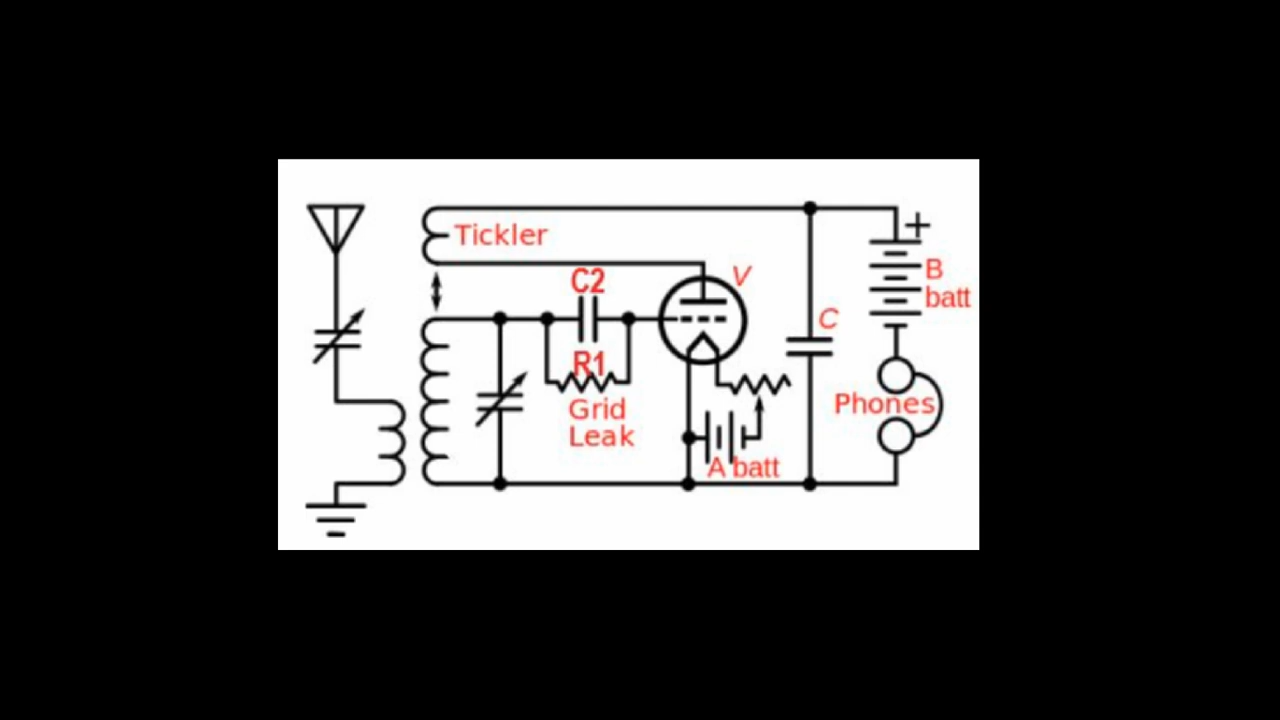 Tickler
C2
V
+
B
batt
C
R1
Grid
Leak
Phones
A batt